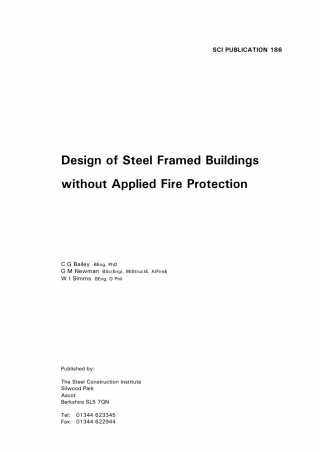 SCI PUBLICATION 186
Design of Steel Framed Buildings
without Applied Fire Protection
C G Bailey BEng, PhD
G M Newman BSc(Eng), MIStructE, AIFireE
W I Simms BEng, D Phil
Published by:
The Steel Construction Institute
Silwood Park
Ascot
Berkshire SL5 7QN
Tel: 01344 623345
Fax: 01344 622944